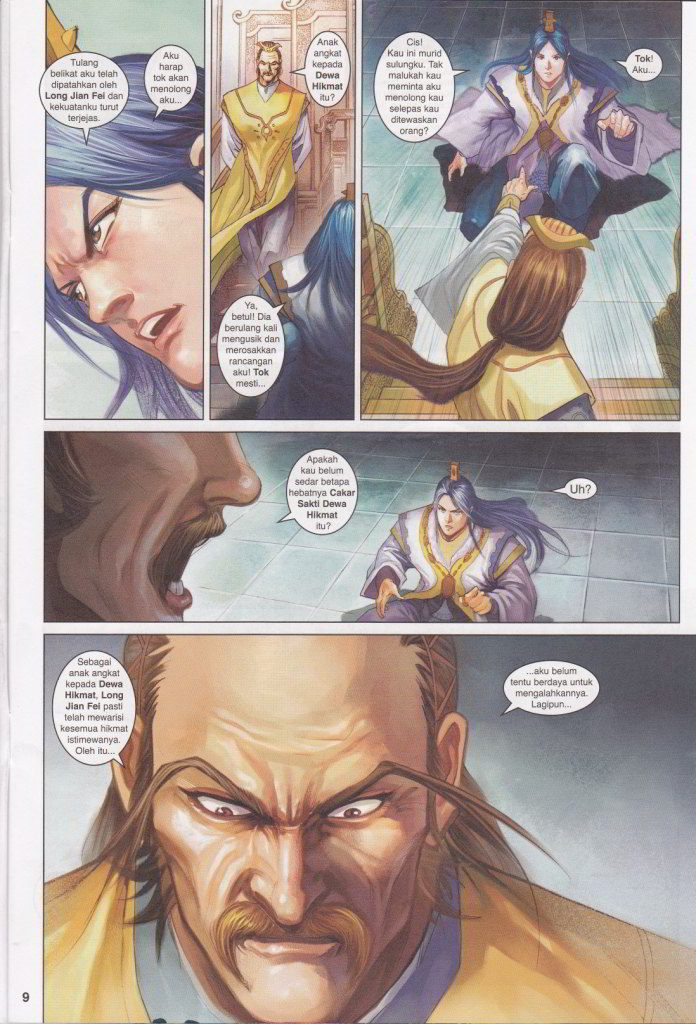 Tulang
belikat aku telah
dipatahkan oleh
Long Jian Fei dan
kekuatanku turut
terjejas.
Aku
harap
tok akan
menolong
aku...
Anak
angkat
kepada
Dewa
Hikmat
itu?
Ya,
betul! Dia
berulang kali
mengusik dan
merosakkan
rancangan
aku! Tok
mesti...
Cis!
Kau ini murid
sulungku. Tak
malukah kau
meminta aku
menolong kau
selepas kau
ditewaskan
orang?
Tok!
Aku...
Apakah
kau belum
sedar betapa
hebatnya Cakar
Sakti Dewa
Hikmat
itu?
Uh?
Sebagai
anak angkat
kepada Dewa
Hikmat, Long
Jian Fei pasti
telah mewarisi
kesemua hikmat
istimewanya.
Oleh itu...
...aku belum
tentu berdaya untuk
mengalahkannya.
Lagipun...
9